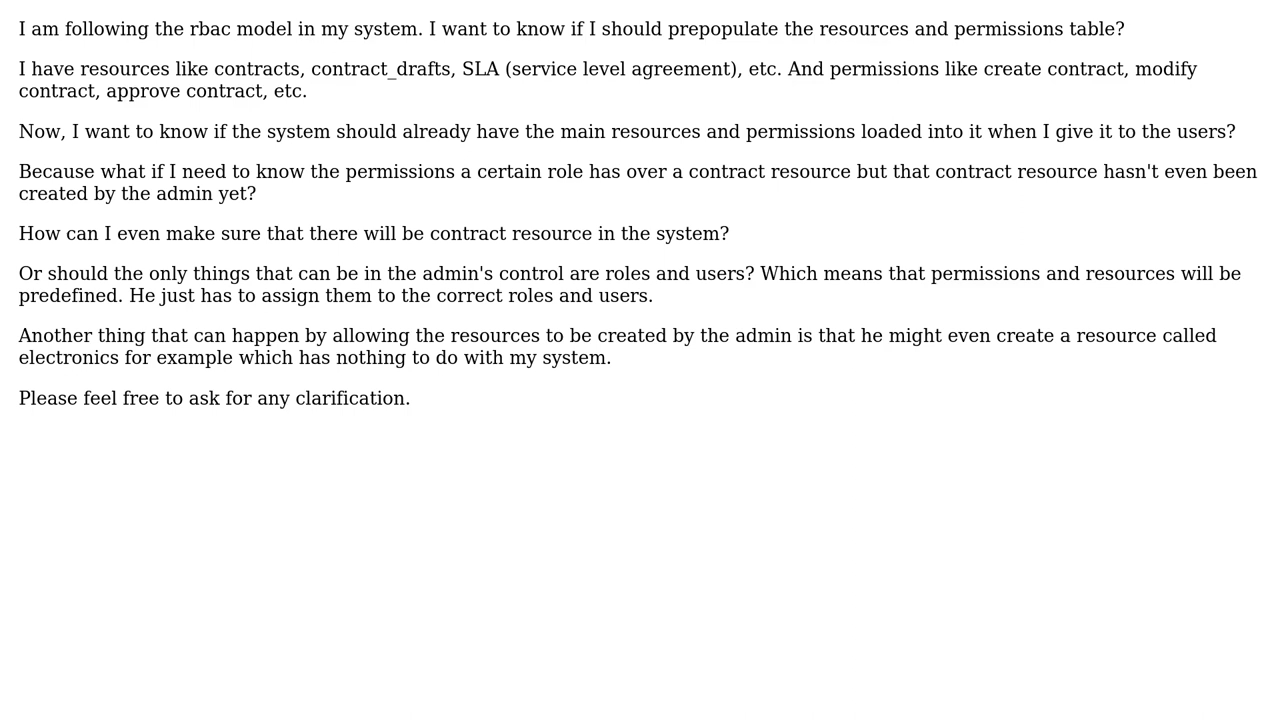 I am following the rbac model in my system. I want to know if I should prepopulate the resources and permissions table?
I have resources like contracts, contract_drafts, SLA (service level agreement), etc. And permissions like create contract, modify
contract, approve contract, etc.
Now, I want to know if the system should already have the main resources and permissions loaded into it when I give it to the users?
Because what if I need to know the permissions a certain role has over a contract resource but that contract resource hasn't even been
created by the admin yet?
How can I even make sure that there will be contract resource in the system?
Or should the only things that can be in the admin's control are roles and users? Which means that permissions and resources will be
predefined. He just has to assign them to the correct roles and users.
Another thing that can happen by allowing the resources to be created by the admin is that he might even create a resource called
electronics for example which has nothing to do with my system.
Please feel free to ask for any clarification.